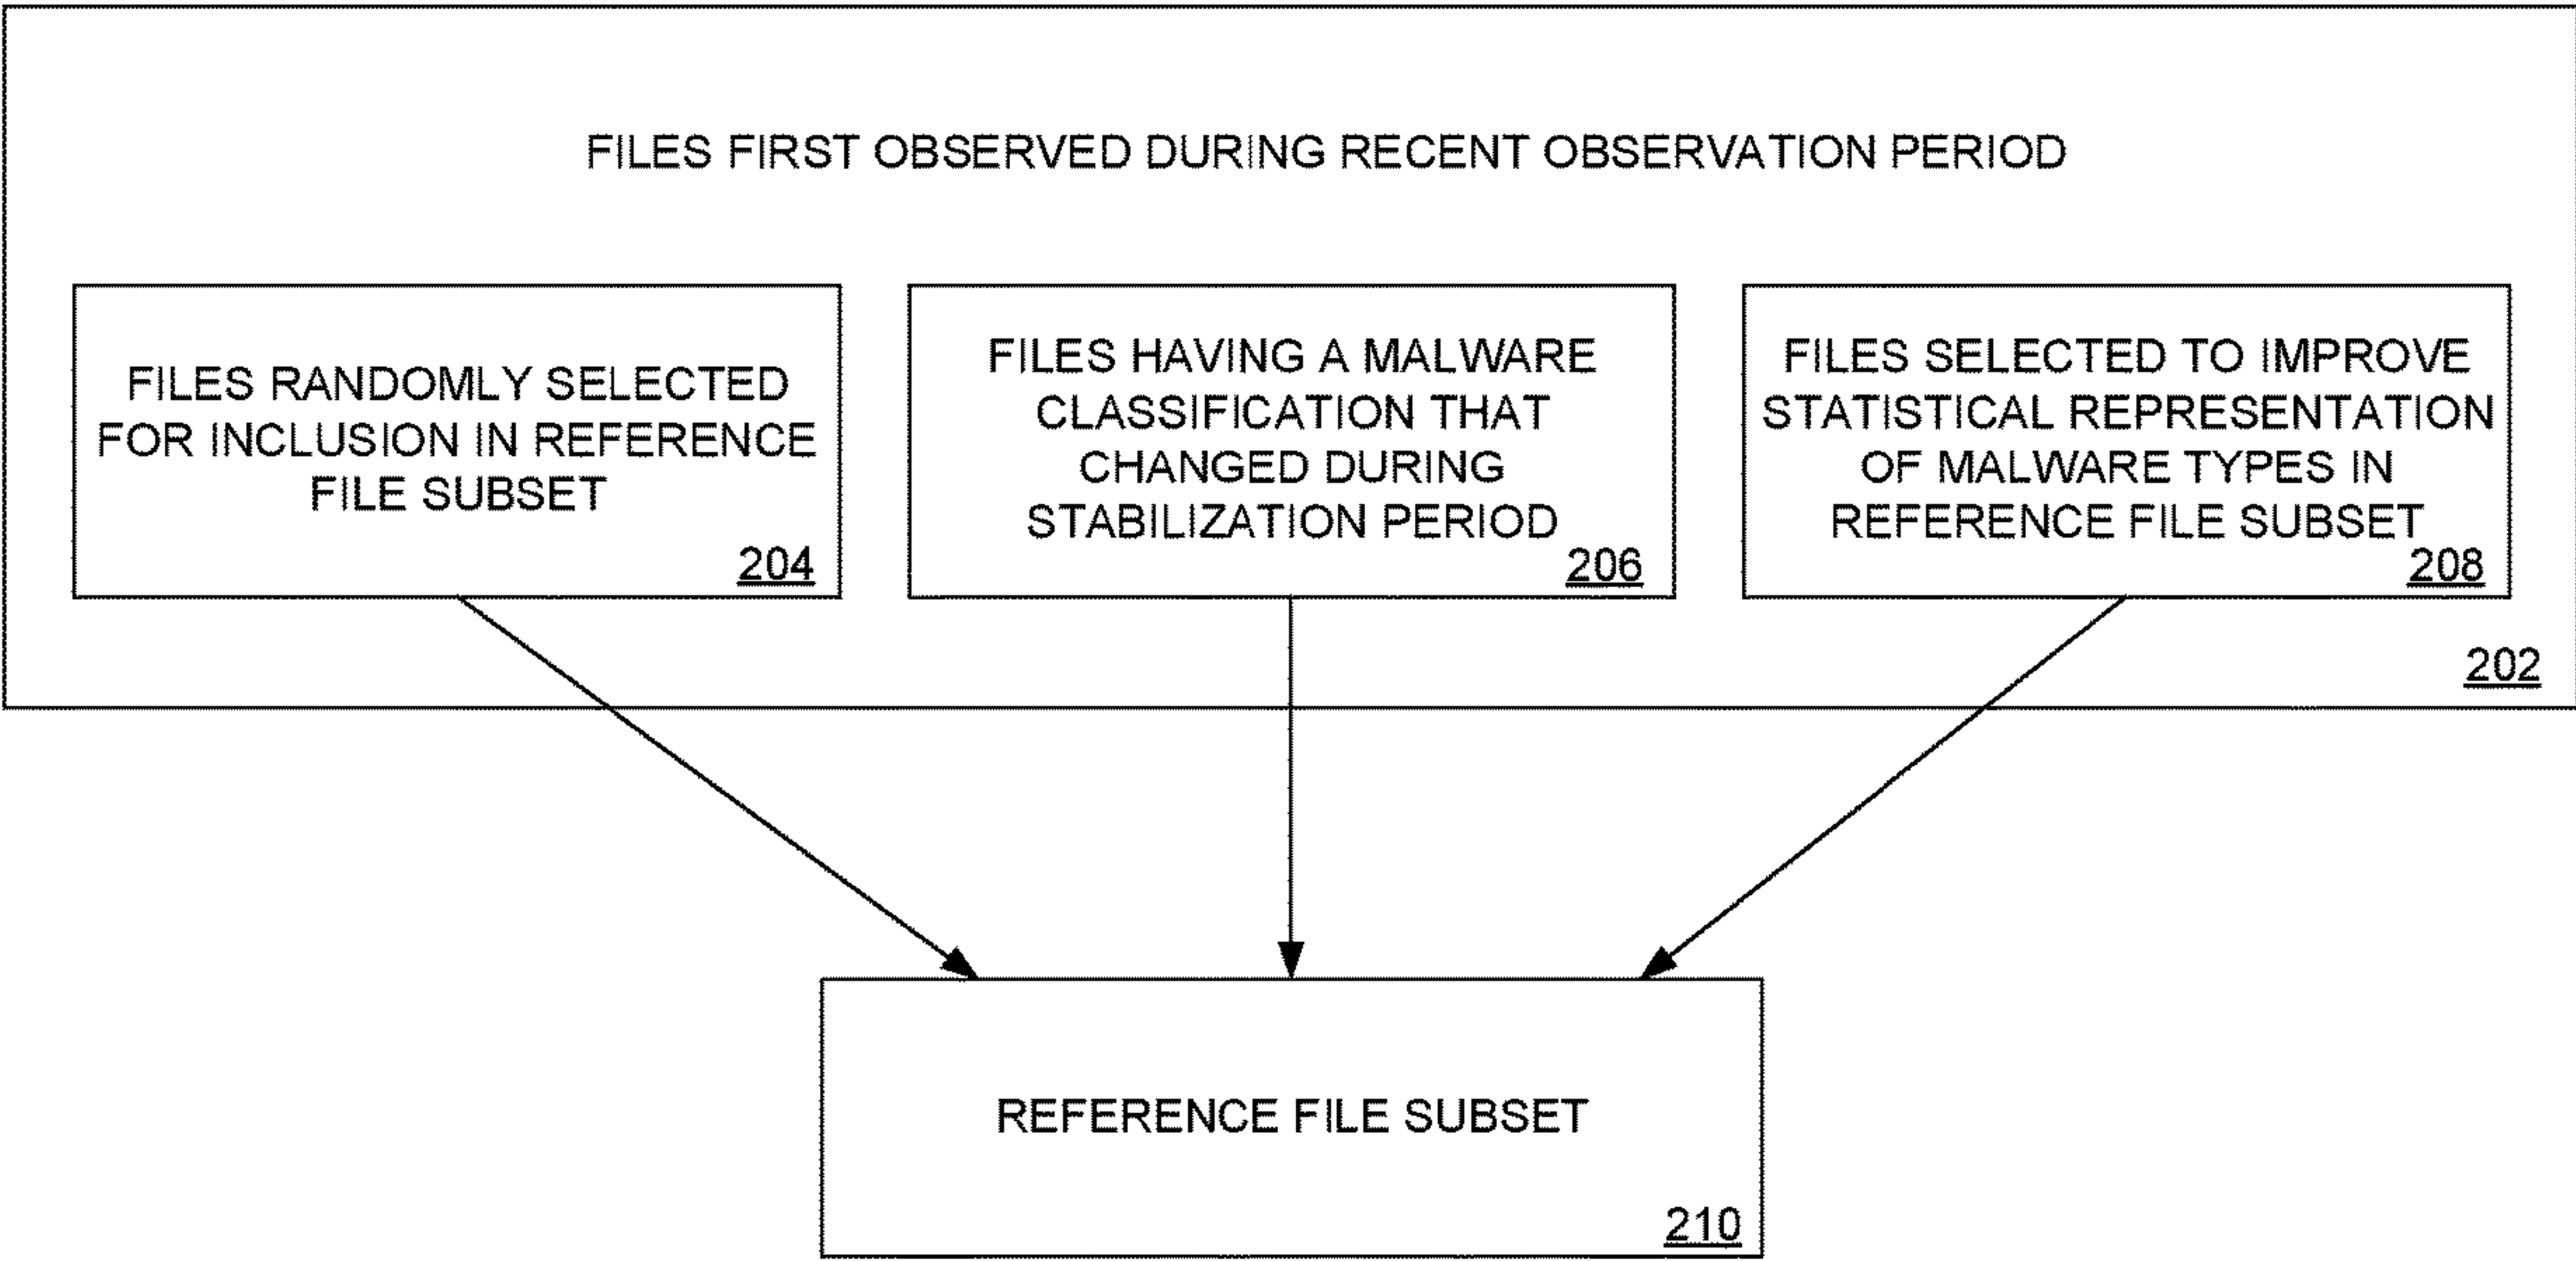 FILES FIRST OBSERVED DURING RECENT OBSERVATION PERIOD
FILES RANDOMLY SELECTED
FOR INCLUSION IN REFERENCE
FILE SUBSET
204
FILES HAVING A MALWARE
CLASSIFICATION THAT
CHANGED DURING
STABILIZATION PERIOD
206
FILES SELECTED TO IMPROVE
STATISTICAL REPRESENTATION
OF MALWARE TYPES IN
REFERENCE FILE SUBSET
208
202
REFERENCE FILE SUBSET
210